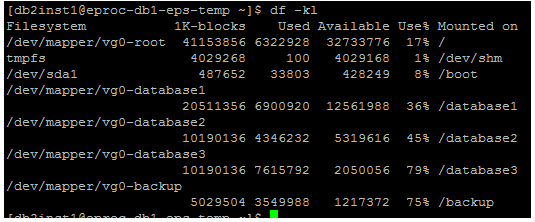 [db2inst1@eproc-db1-eps-temp ~]$ df -kl
Filesystem 1K-blocks Used Available Use% Mounted on
/dev/mapper/vg0-root 41153856 6322928 32733776 17% /
tmpfs 4029268 100 4029168 1% /dev/shm
/dev/sda1 487652 33803 428249 8% /boot
/dev/mapper/vg0-database1
20511356 6900920 12561988 36% /database1
/dev/mapper/vg0-database2
10190136 4346232 5319616 45% /database2
/dev/mapper/vg0-database3
10190136 7615792 2050056 79% /database3
/dev/mapper/vg0-backup
5029504 3549988 1217372 75% /backup
[db2inst1@eproc-db1-eps-temp ~]$